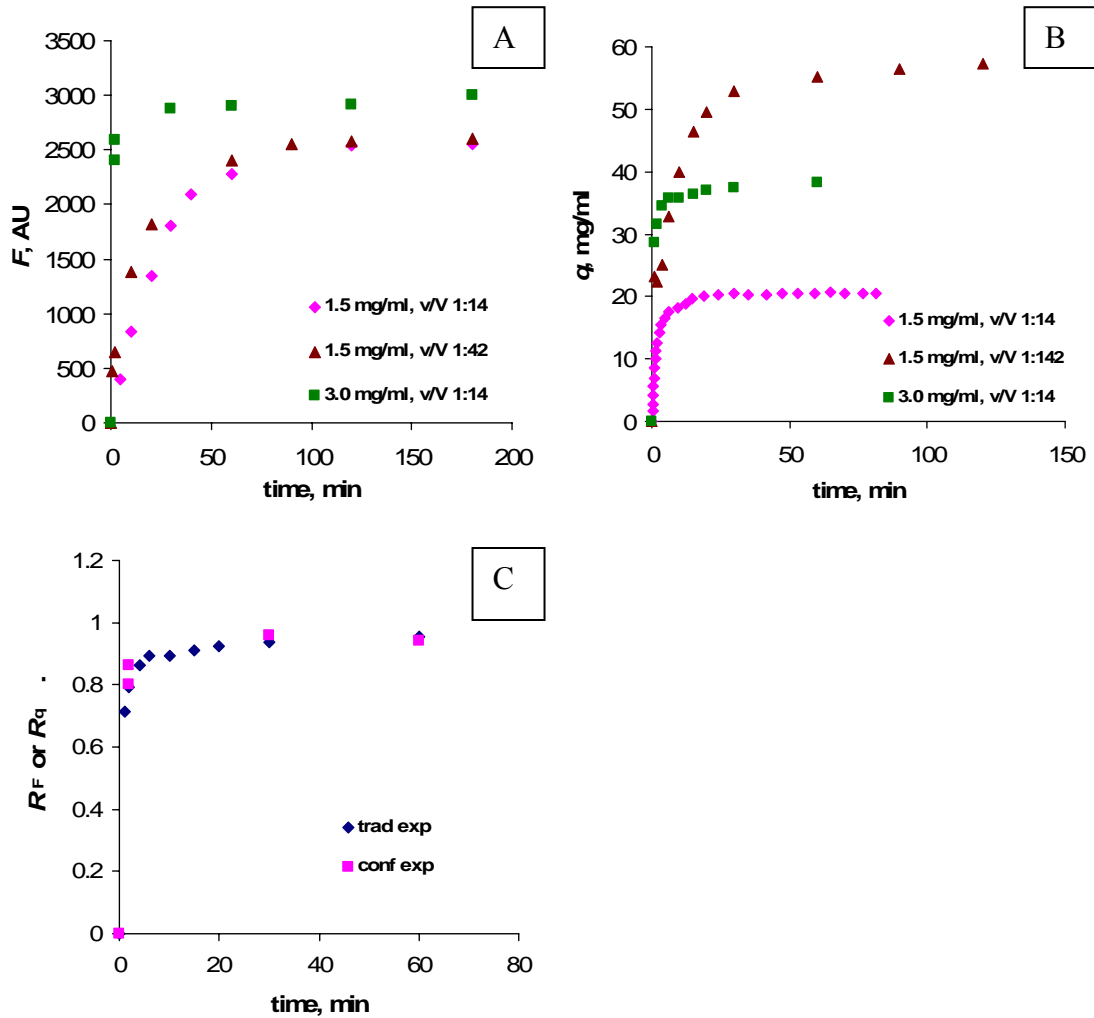 A
3500
3000
2500
2000
1500
1000
500
0
F, AU
0 50 100 150 200
time, min
1.5 mg/ml, v/V 1:14
1.5 mg/ml, v/V 1:42
3.0 mg/ml, v/V 1:14
B
60
50
40
30
20
10
0
q, mg/ml
0 50 100 150
time, min
1.5 mg/ml, v/V 1:14
1.5 mg/ml, v/V 1:142
3.0 mg/ml, v/V 1:14
C
1.2
1
0.8
0.6
0.4
0.2
0
RF or Rq .
0 20 40 60 80
time, min
trad exp
conf exp